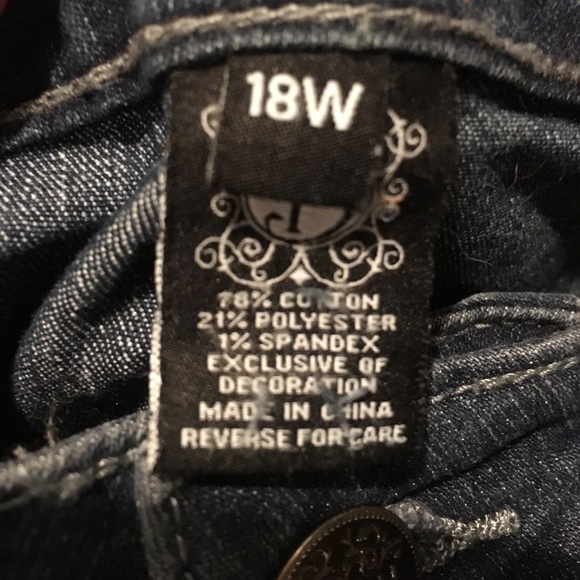 18W
78% COTTON
21% POLYESTER
1% SPANDEX
EXCLUSIVE OF
DECORATION
MADE IN CHINA
REVERSE FOR CARE